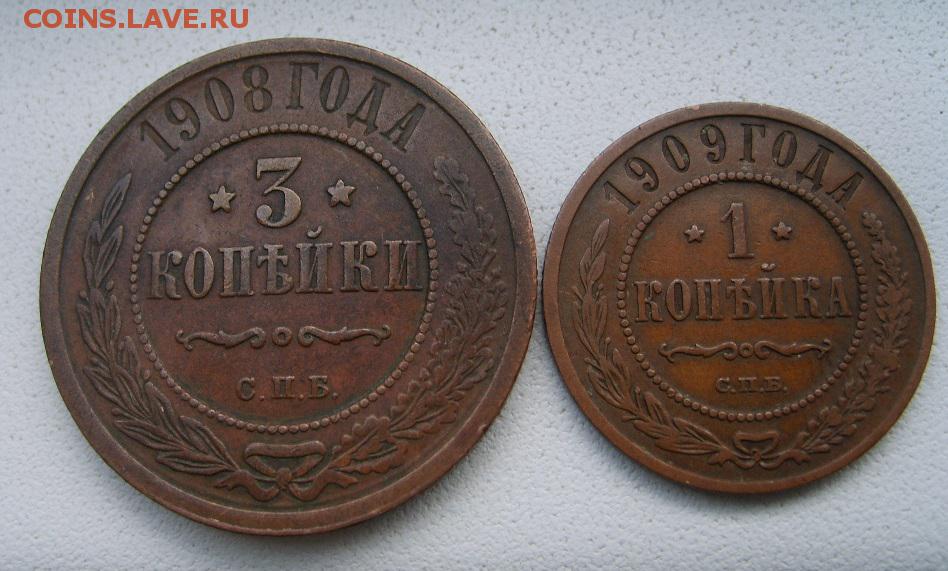 COINS.LAVE.RU
1908 ГОДА
3
КОПѢЙКИ
С.П.Б.
1909 ГОДА
1
КОПѢЙКА
С.П.Б.